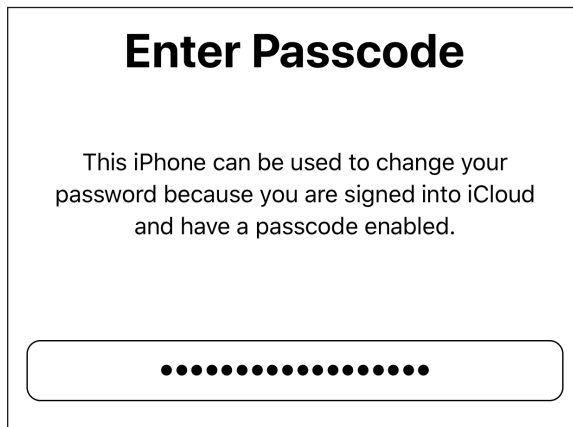 Enter Passcode
This iPhone can be used to change your
password because you are signed into iCloud
and have a passcode enabled.
••••••••••••••••••